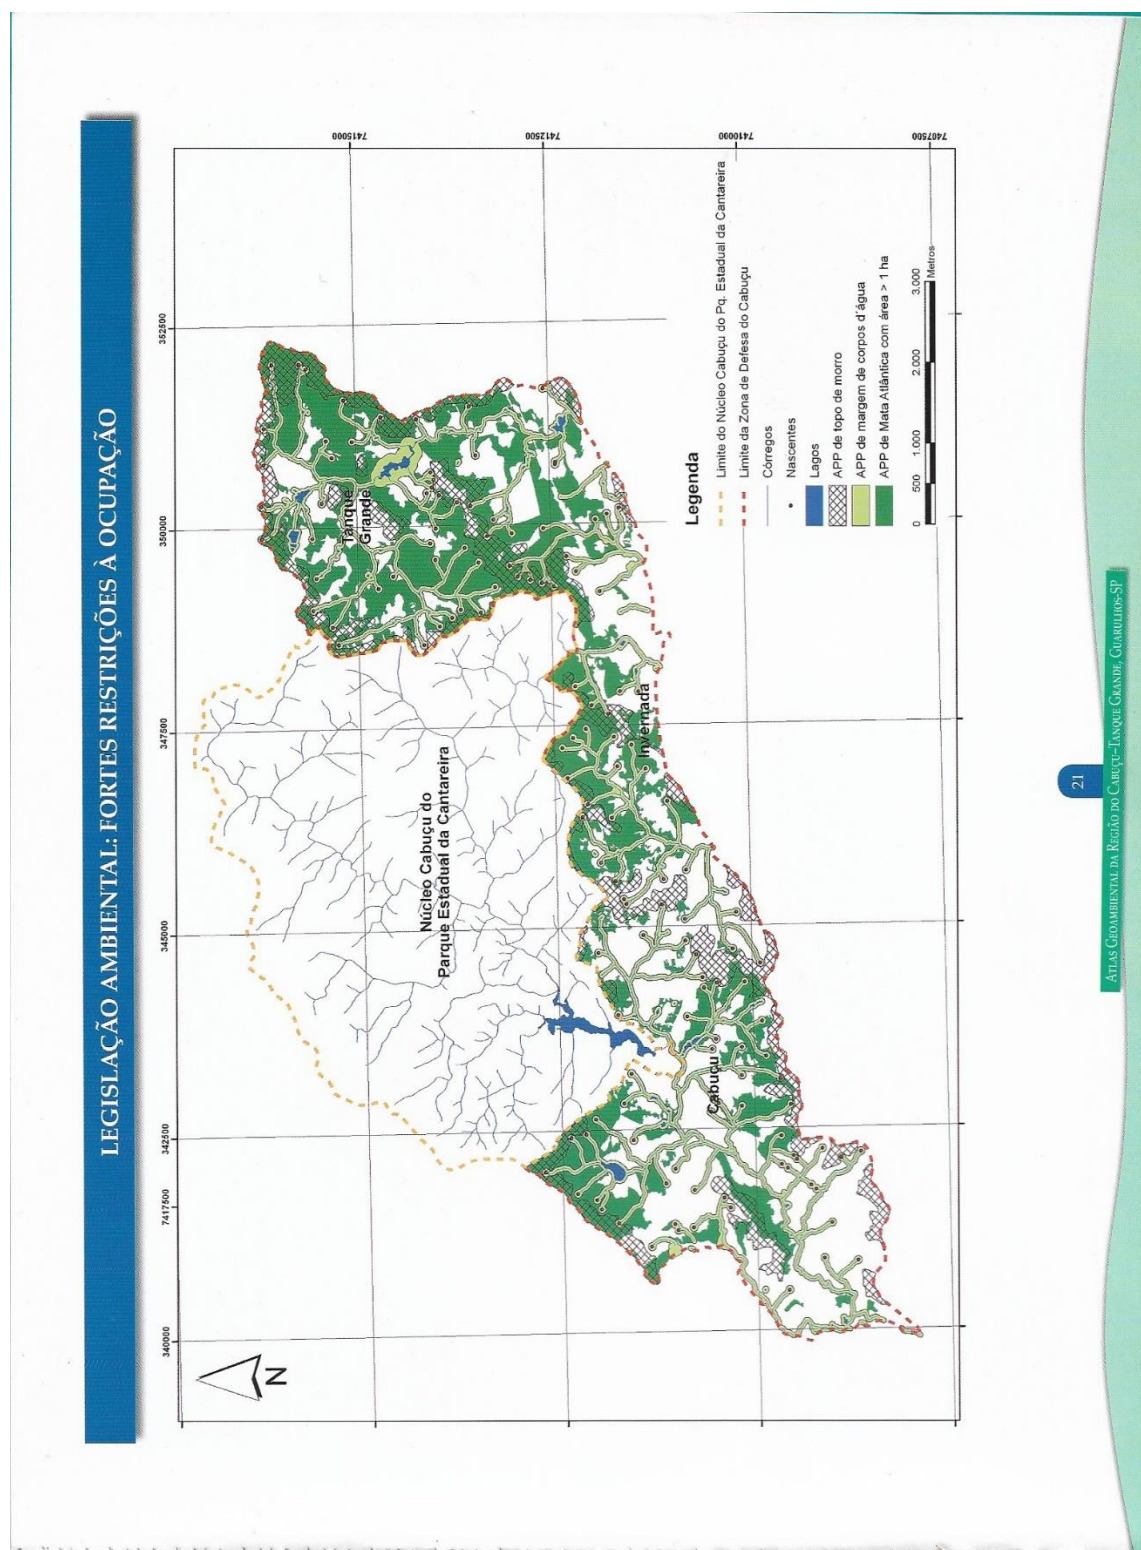 LEGISLAÇÃO AMBIENTAL: FORTES RESTRIÇÕES À OCUPAÇÃO
340000
7417500
342500
345000
347500
350000
352500
7415000
7412500
7410000
7407500
N
Núcleo Cabuçu do
Parque Estadual da Cantareira
Tanque
Grande
Invernada
Cabuçu
Legenda
Limite do Núcleo Cabuçu do Pq. Estadual da Cantareira
Limite da Zona de Defesa do Cabuçu
Córregos
Nascentes
Lagos
APP de topo de morro
APP de margem de corpos d´água
APP de Mata Atlântica com área > 1 ha
0 500 1.000 2.000 3.000
Metros
21
ATLAS GEOAMBIENTAL DA REGIÃO DO CABUÇU–TANQUE GRANDE, GUARULHOS-SP